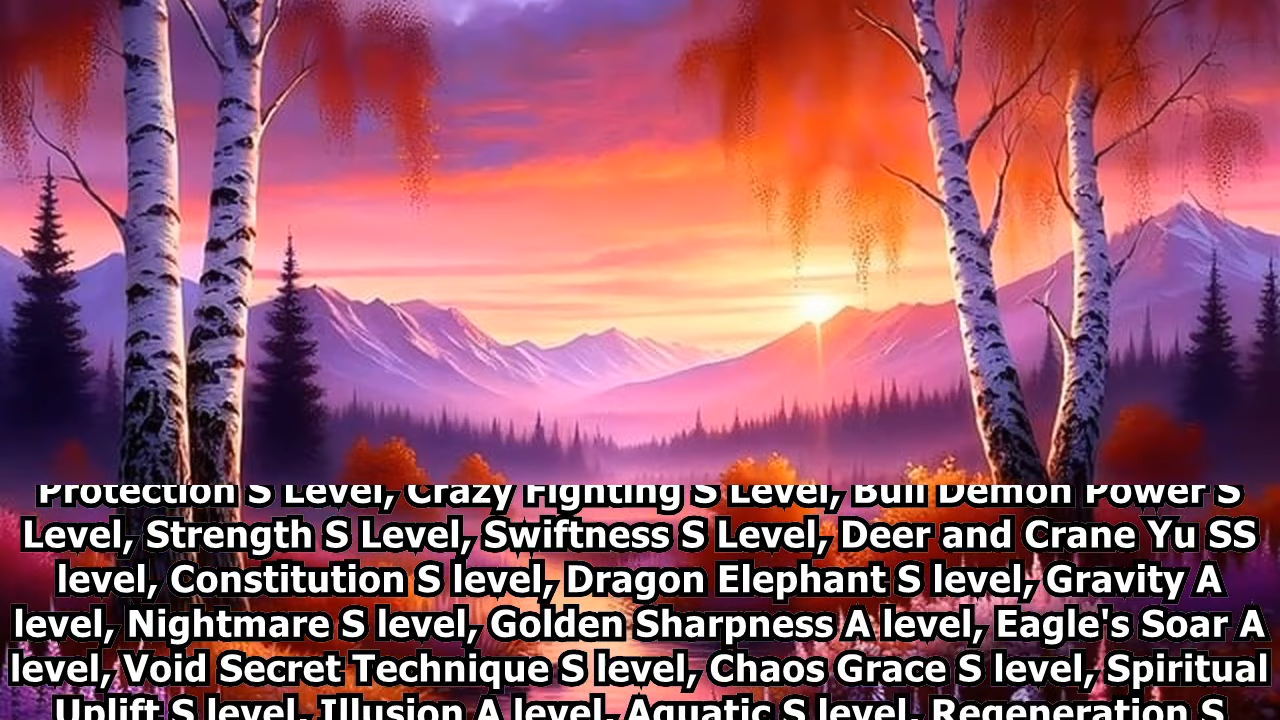 Protection S Level, Crazy Fighting S Level, Bull Demon Power S
Level, Strength S Level, Swiftness S Level, Deer and Crane Yu SS
level, Constitution S level, Dragon Elephant S level, Gravity A
level, Nightmare S level, Golden Sharpness A level, Eagle's Soar A
level, Void Secret Technique S level, Chaos Grace S level, Spiritual
Uplift S level, Illusion A level, Aquatic S level, Regeneration S